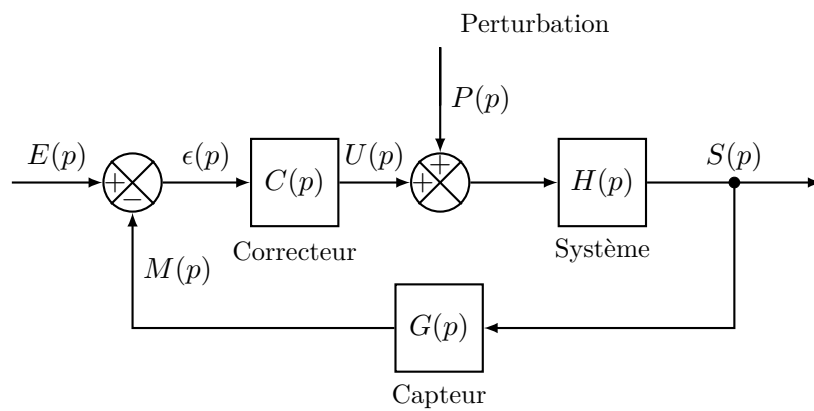 Perturbation
P(p)
E(p)
ϵ(p)
C(p)
U(p)
H(p)
S(p)
+
−
+
+
Correcteur
Système
M(p)
G(p)
Capteur